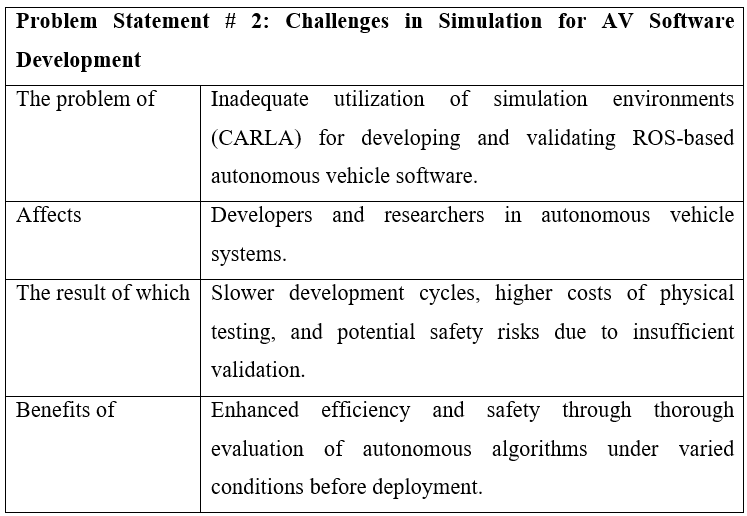 Problem Statement # 2: Challenges in Simulation for AV Software
Development
The problem of
Inadequate utilization of simulation environments
(CARLA) for developing and validating ROS-based
autonomous vehicle software.
Affects
Developers and researchers in autonomous vehicle
systems.
The result of which
Slower development cycles, higher costs of physical
testing, and potential safety risks due to insufficient
validation.
Benefits of
Enhanced efficiency and safety through thorough
evaluation of autonomous algorithms under varied
conditions before deployment.